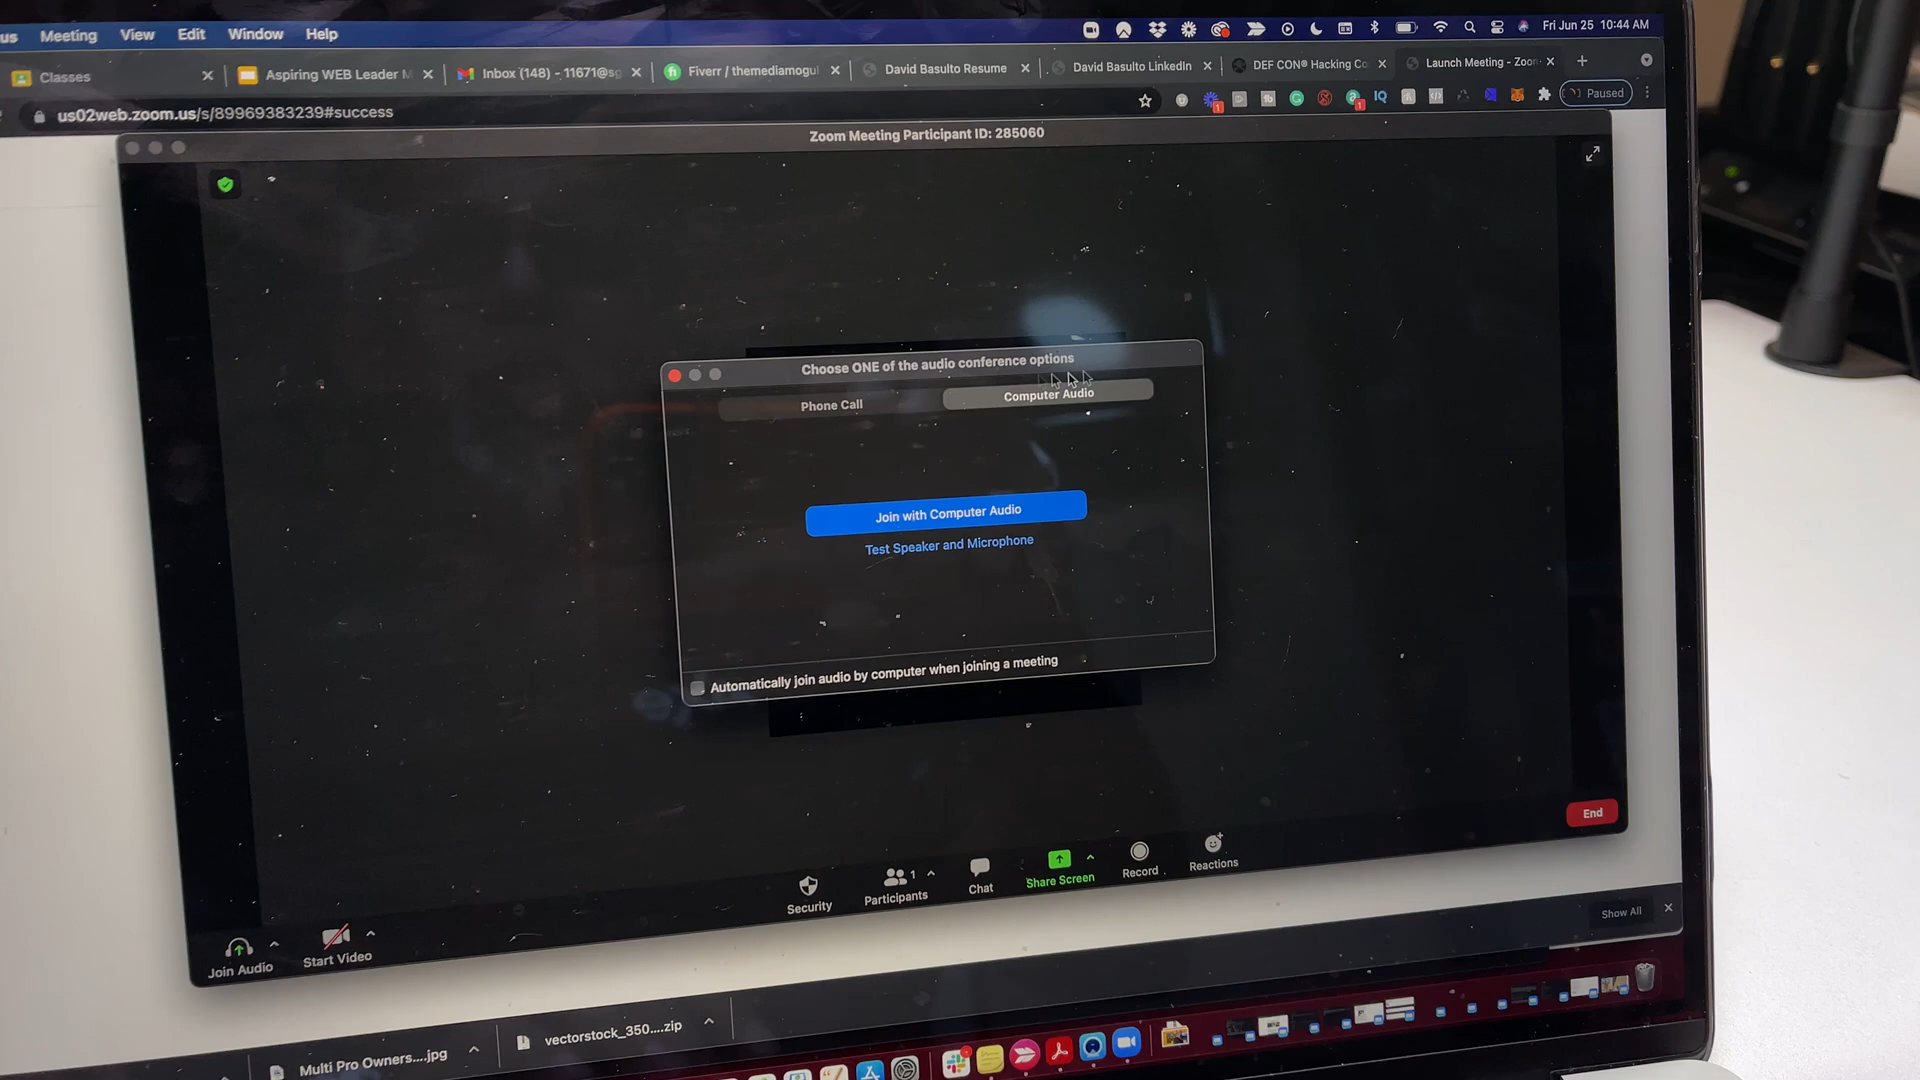 us Meeting View Edit Window Help Fri Jun 25 10:44 AM
Classes Aspiring WEB Leader M Inbox (148) - 11671@sg Fiverr / themediamogul David Basulto Resume David Basulto LinkedIn DEF CON® Hacking Co Launch Meeting - Zoom
us02web.zoom.us/s/89969383239#success Paused
Zoom Meeting Participant ID: 285060
Choose ONE of the audio conference options
Phone Call Computer Audio
Join with Computer Audio
Test Speaker and Microphone
Automatically join audio by computer when joining a meeting
End
Join Audio Start Video Security 1 Participants Chat Share Screen Record Reactions
Show All
Multi Pro Owners....jpg vectorstock_350....zip